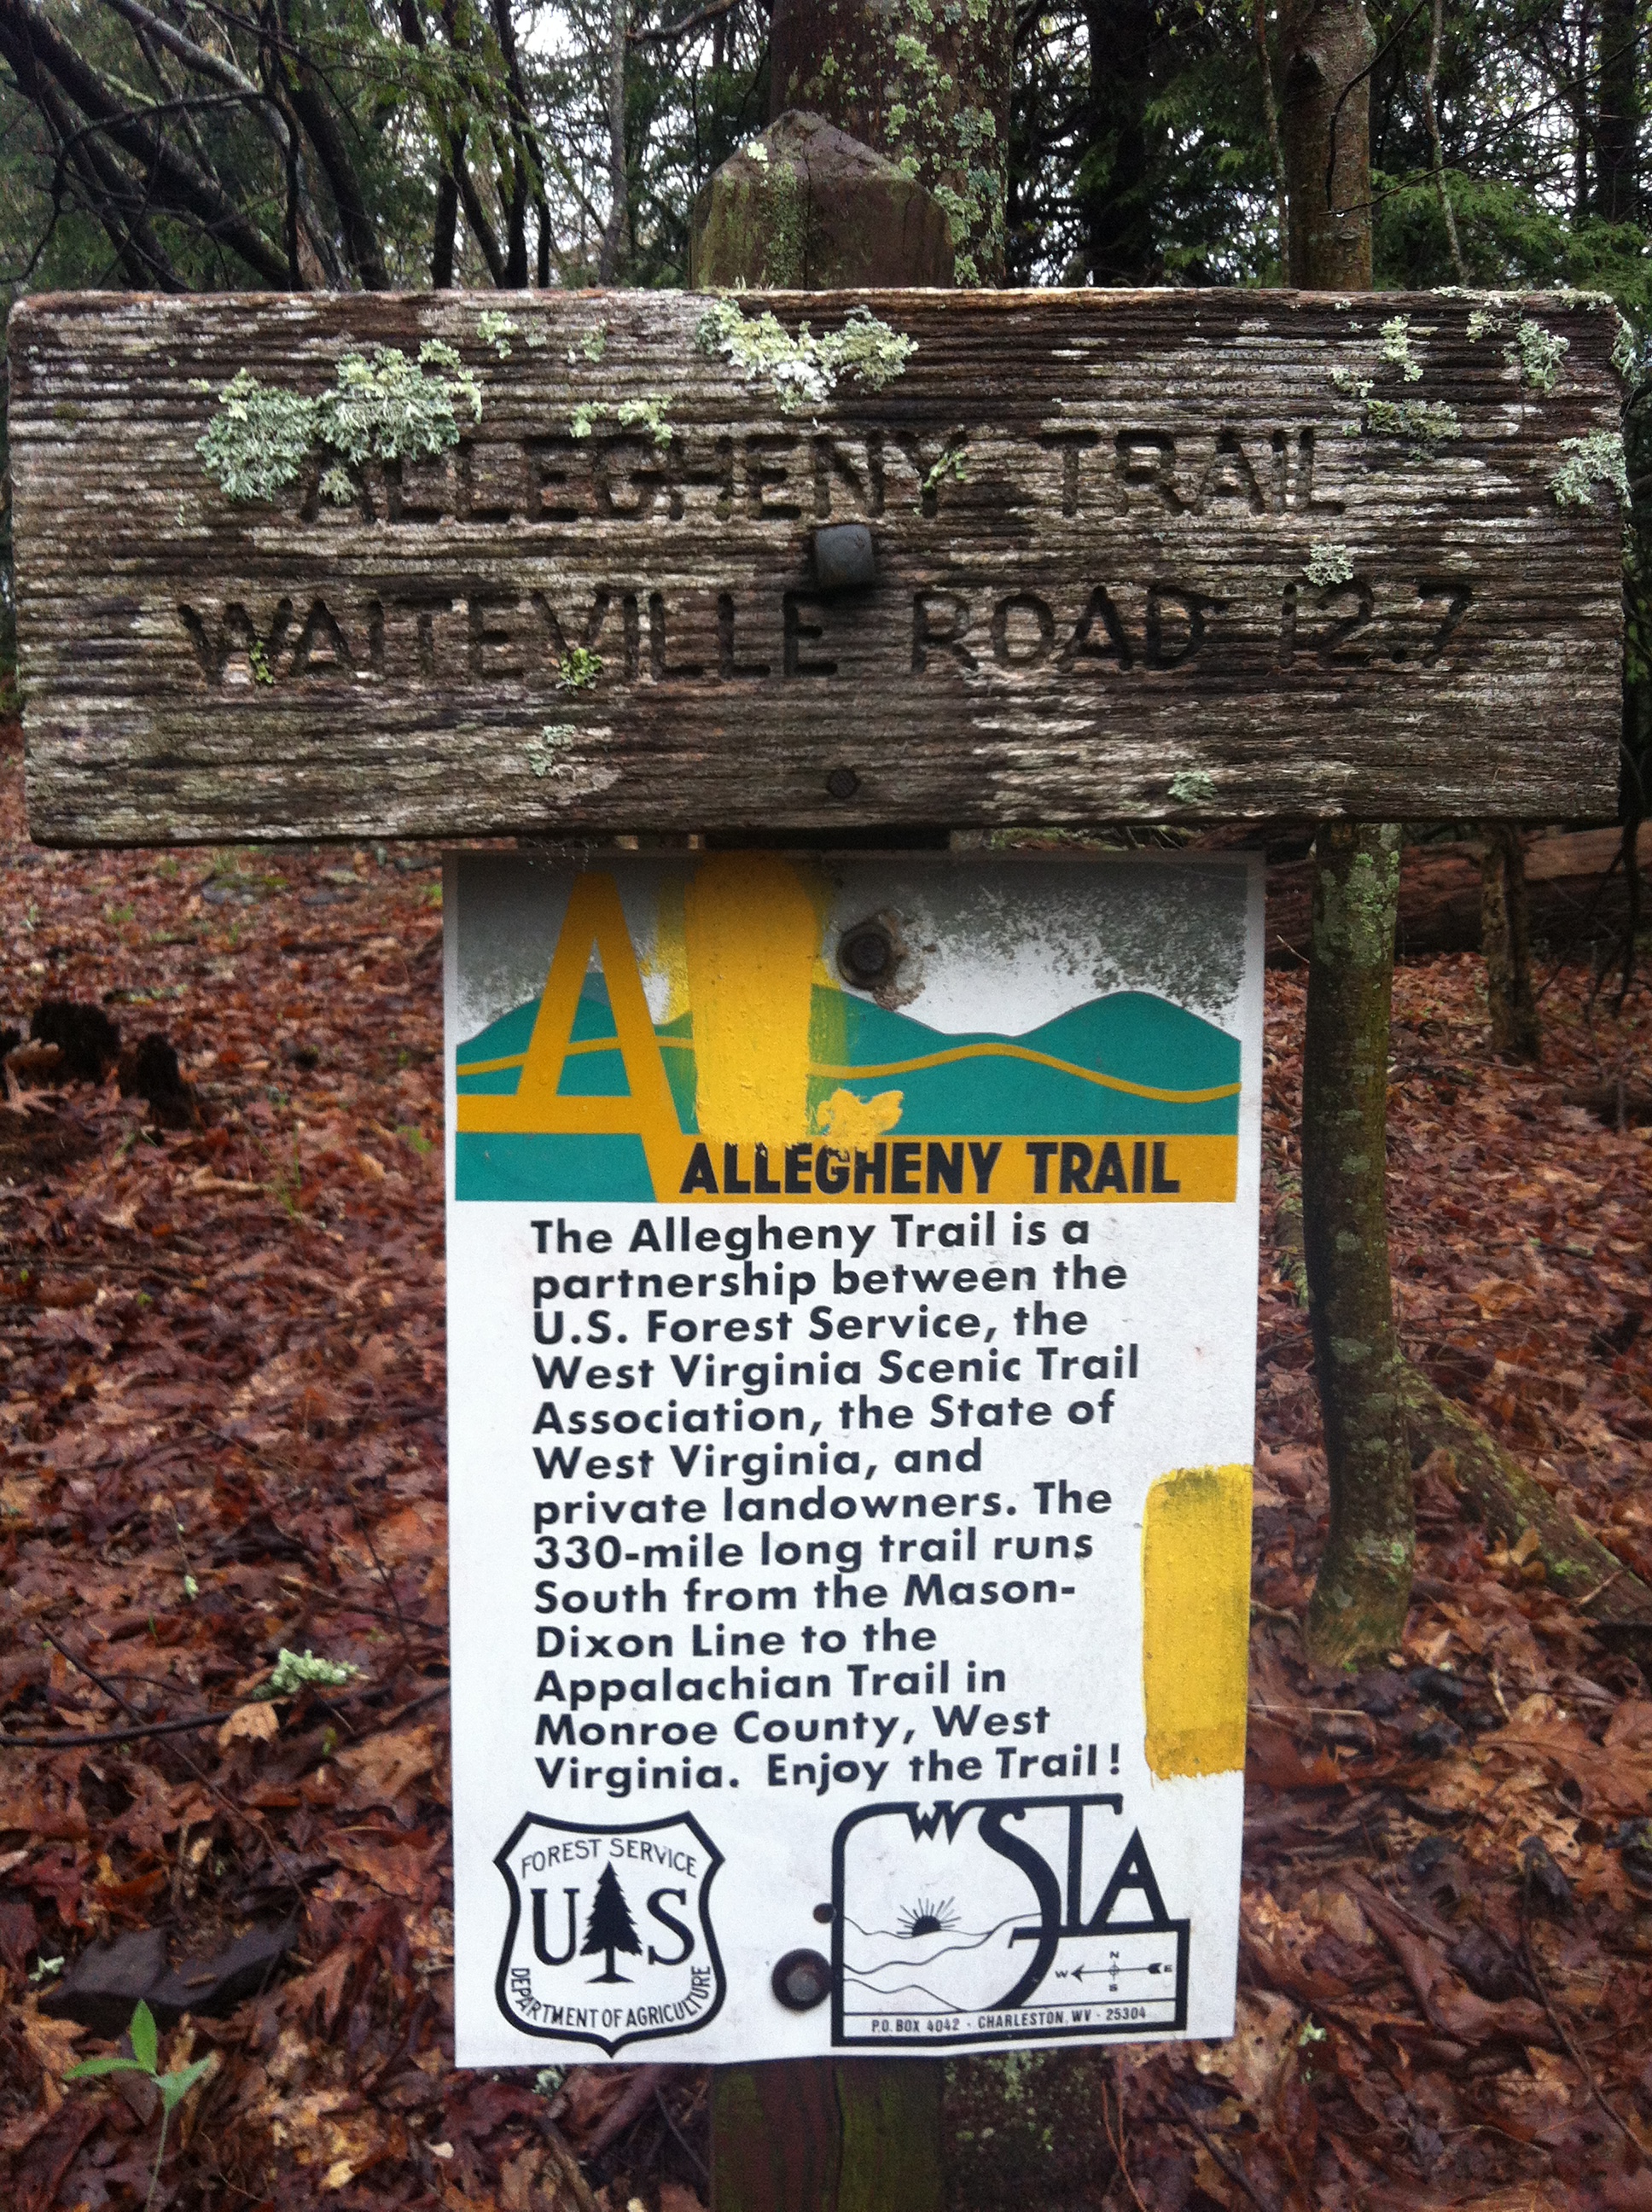 ALLEGHENY TRAIL
WAITEVILLE ROAD 12.7
ALLEGHENY TRAIL
The Allegheny Trail is a
partnership between the
U.S. Forest Service, the
West Virginia Scenic Trail
Association, the State of
West Virginia, and
private landowners. The
330-mile long trail runs
South from the Mason-
Dixon Line to the
Appalachian Trail in
Monroe County, West
Virginia. Enjoy the Trail!
FOREST SERVICE
U S
DEPARTMENT OF AGRICULTURE
WVSTA
N
W E
S
P.O. BOX 4042 · CHARLESTON, WV · 25304